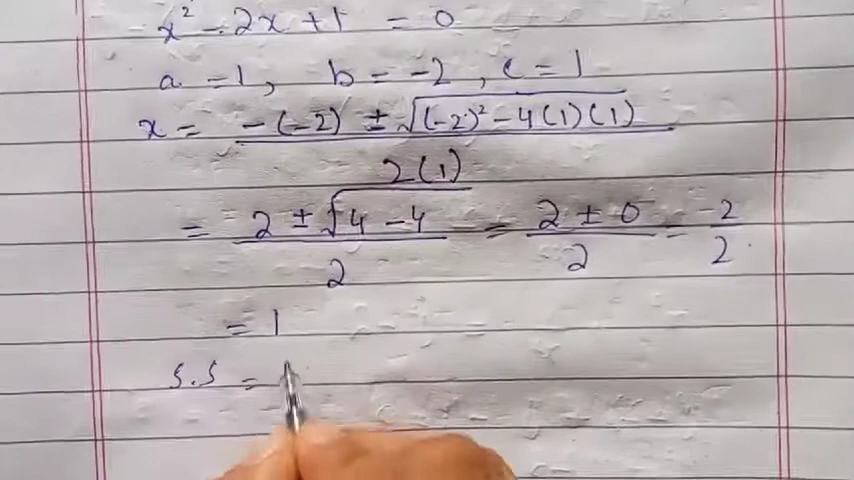 x² - 2x + 1 = 0
a = 1, b = -2, c = 1
x = -(-2) ± √(-2)² - 4(1)(1)
2(1)
= 2 ± √4 - 4 = 2 ± 0 = -2
2 2 2
= 1
S.S =